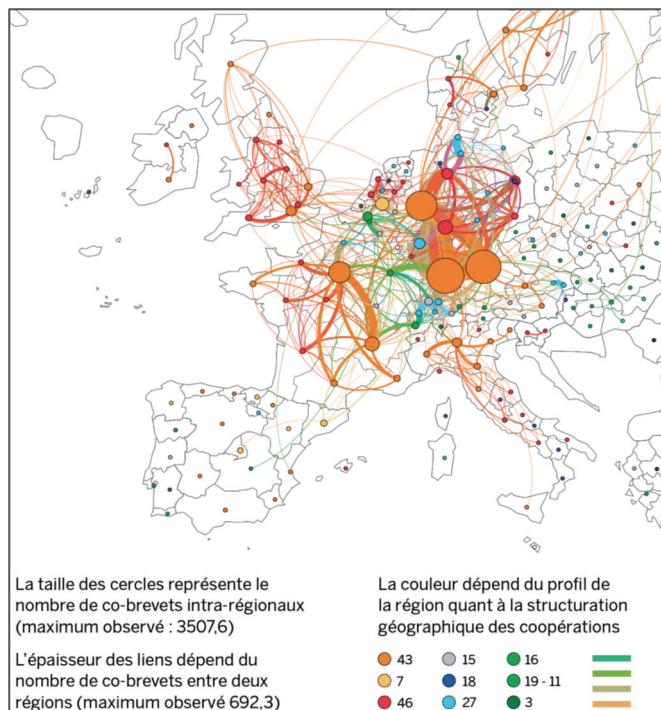 La taille des cercles représente le
nombre de co-brevets intra-régionaux
(maximum observé : 3507,6)
L'épaisseur des liens dépend du
nombre de co-brevets entre deux
régions (maximum observé 692,3)
La couleur dépend du profil de
la région quant à la structuration
géographique des coopérations
43 15 16
7 18 19 - 11
46 27 3